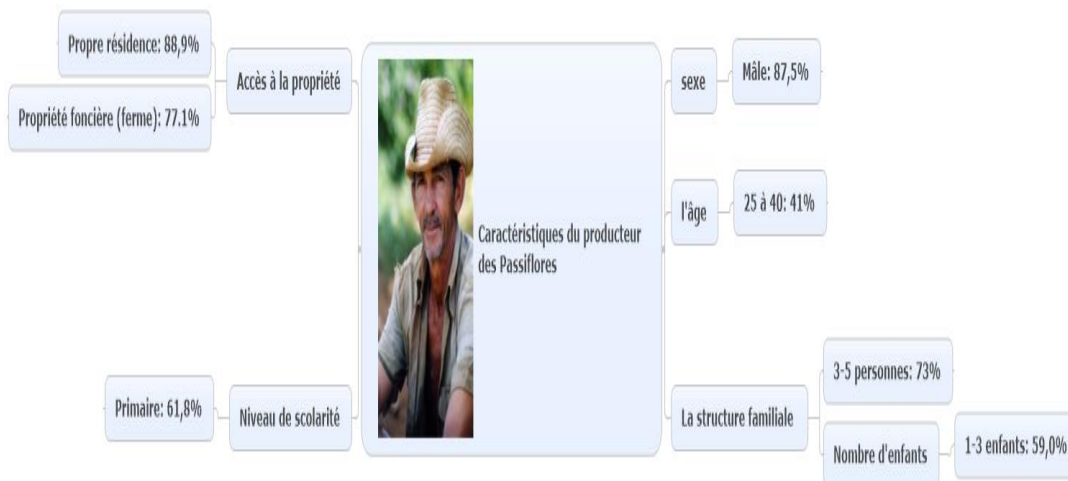 Propre résidence: 88,9%
Propriété foncière (ferme): 77.1%
Accès à la propriété
Primaire: 61,8%
Niveau de scolarité
Caractéristiques du producteur
des Passiflores
sexe
Mâle: 87,5%
l'âge
25 à 40: 41%
La structure familiale
3-5 personnes: 73%
Nombre d'enfants
1-3 enfants: 59,0%